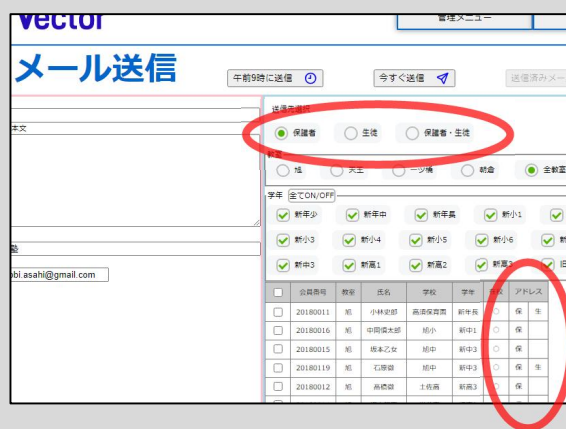 Vector
管理メニュー
メール送信
午前9時に送信
今すぐ送信
送信済みメー
送信先選択
本文
保護者
生徒
保護者・生徒
教室
旭
天王
一ツ橋
朝倉
全教室
学年
全てON/OFF
新年少
新年中
新年長
新小1
新小3
新小4
新小5
新小6
新
塾
新中3
新高1
新高2
新高3
旧
obi.asahi@gmail.com
会員番号 教室 氏名 学校 学年 在校 アドレス
20180011 旭 小林史郎 高須保育園 新年長 ○ 保 生
20180016 旭 中岡慎太郎 旭小 新中1 ○ 保
20180015 旭 坂本乙女 旭中 新中3 ○ 保
20180119 旭 石原樹 旭中 新中3 ○ 保 生
20180012 旭 高橋樹 土佐高 新高3 ○ 保